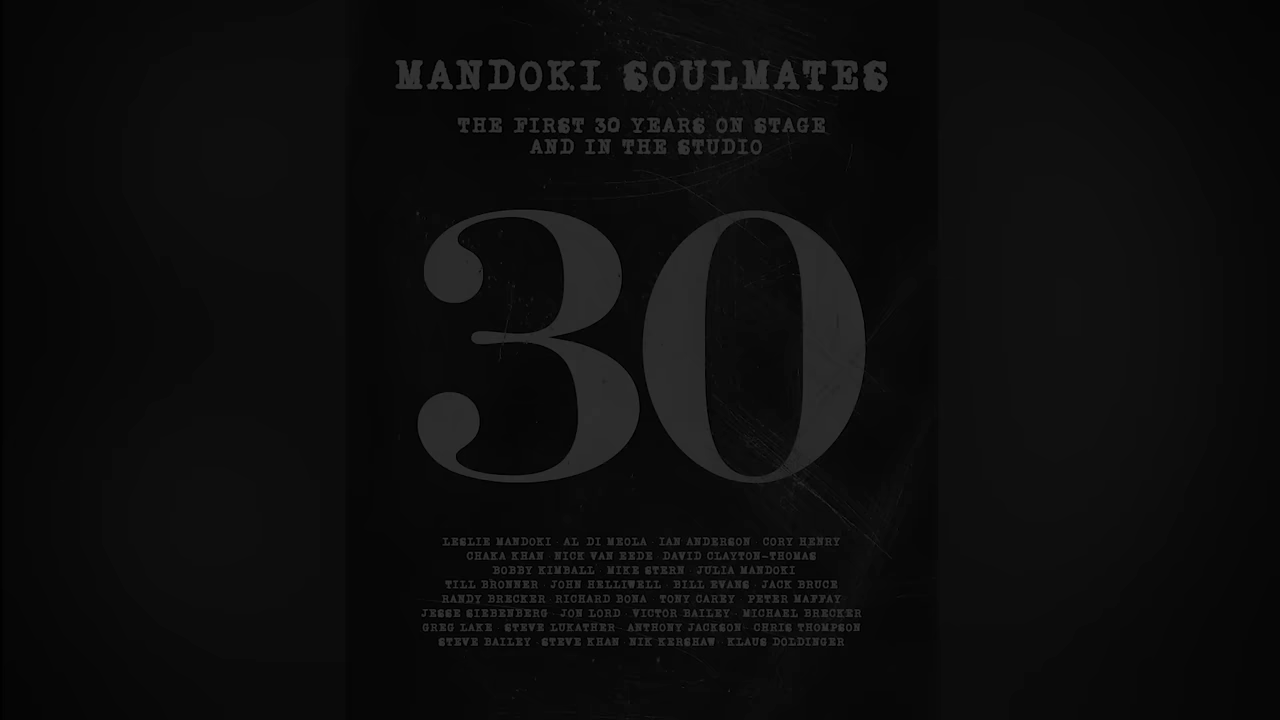 MANDOKI SOULMATES
THE FIRST 30 YEARS ON STAGE
AND IN THE STUDIO
30
LESLIE MANDOKI · AL DI MEOLA · IAN ANDERSON · CORY HENRY
CHAKA KHAN · NICK VAN EEDE · DAVID CLAYTON-THOMAS
BOBBY KIMBALL · MIKE STERN · JULIA MANDOKI
TILL BRÖNNER · JOHN HELLIWELL · BILL EVANS · JACK BRUCE
RANDY BRECKER · RICHARD BONA · TONY CAREY · PETER MAFFAY
JESSE SIEBENBERG · JON LORD · VICTOR BAILEY · MICHAEL BRECKER
GREG LAKE · STEVE LUKATHER · ANTHONY JACKSON · CHRIS THOMPSON
STEVE BAILEY · STEVE KHAN · NIK KERSHAW · KLAUS DOLDINGER